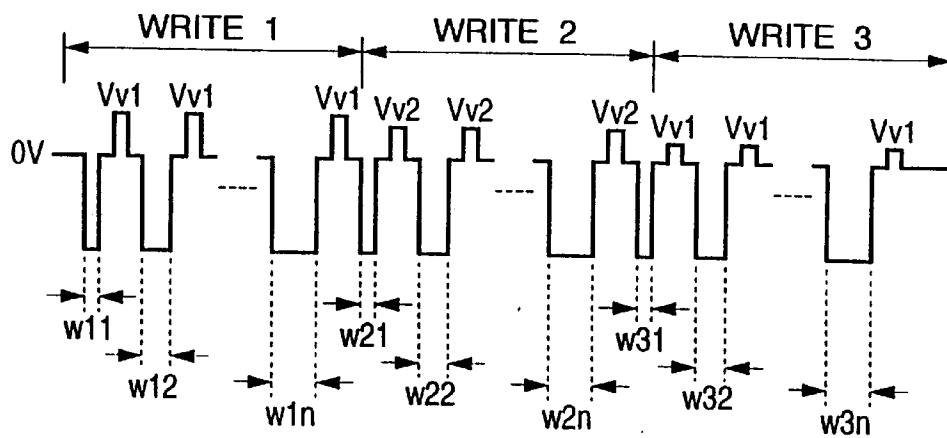 WRITE 1 WRITE 2 WRITE 3
Vv1 Vv1 Vv1 Vv2 Vv2 Vv2 Vv1 Vv1 Vv1
0V
w11 w21 w31
w12 w22 w32
w1n w2n w3n